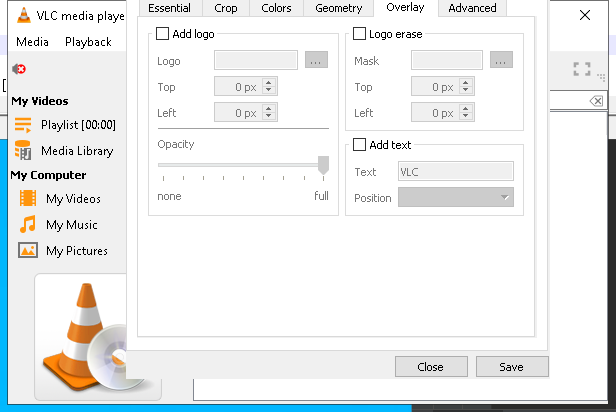 VLC media playe
Media Playback
My Videos
Playlist [00:00]
Media Library
My Computer
My Videos
My Music
My Pictures
Essential Crop Colors Geometry Overlay Advanced
Add logo
Logo ...
Top 0 px
Left 0 px
Opacity
none full
Logo erase
Mask ...
Top 0 px
Left 0 px
Add text
Text VLC
Position
Close Save